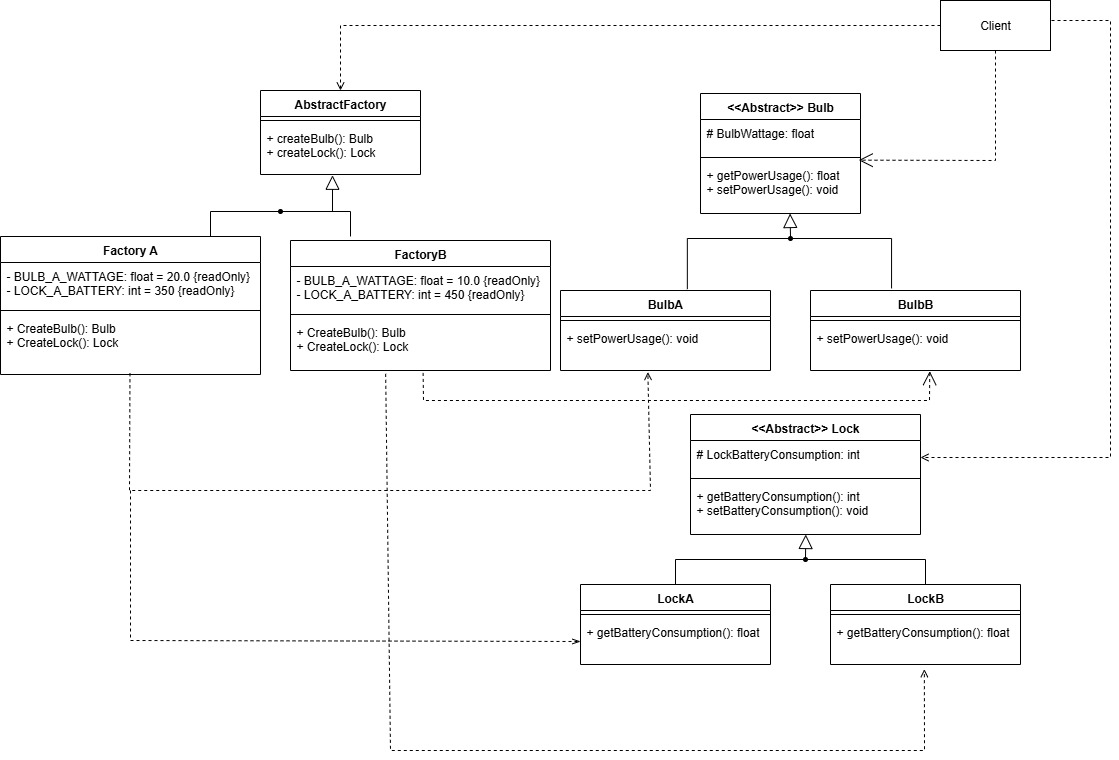 Client
AbstractFactory
+ createBulb(): Bulb
+ createLock(): Lock
<<Abstract>> Bulb
# BulbWattage: float
+ getPowerUsage(): float
+ setPowerUsage(): void
Factory A
- BULB_A_WATTAGE: float = 20.0 {readOnly}
- LOCK_A_BATTERY: int = 350 {readOnly}
+ CreateBulb(): Bulb
+ CreateLock(): Lock
FactoryB
- BULB_A_WATTAGE: float = 10.0 {readOnly}
- LOCK_A_BATTERY: int = 450 {readOnly}
+ CreateBulb(): Bulb
+ CreateLock(): Lock
BulbA
+ setPowerUsage(): void
BulbB
+ setPowerUsage(): void
<<Abstract>> Lock
# LockBatteryConsumption: int
+ getBatteryConsumption(): int
+ setBatteryConsumption(): void
LockA
+ getBatteryConsumption(): float
LockB
+ getBatteryConsumption(): float